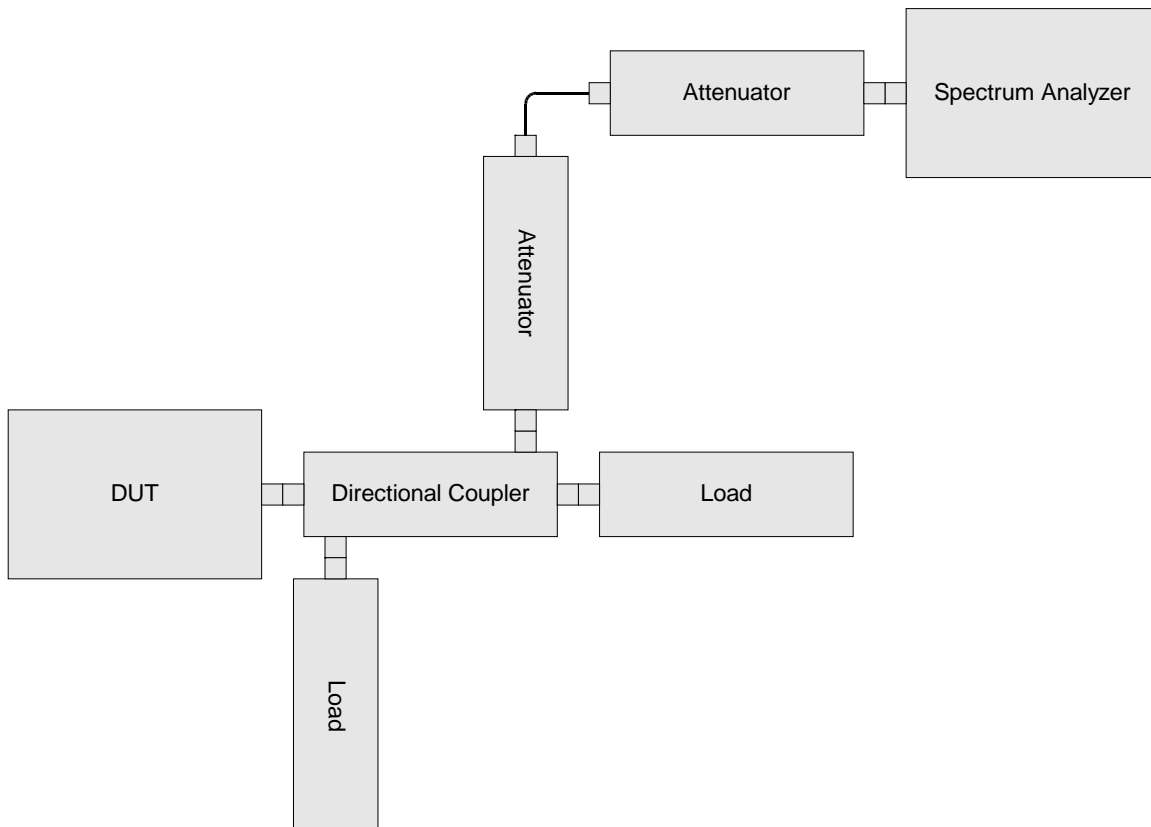 Attenuator
Spectrum Analyzer
Attenuator
DUT
Directional Coupler
Load
Load